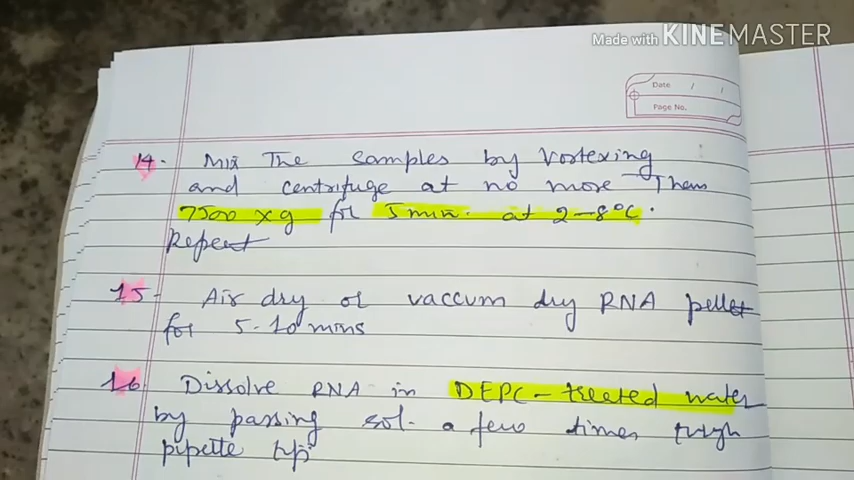 Made with KINEMASTER
Date / /
Page No.
14. Mix The samples by Vortexing
and centrifuge at no more Than
7500 xg for 5 min. at 2-8°C.
Repeat
15. Air dry or vaccum dry RNA pellet
for 5-10 mins
16. Dissolve RNA in DEPC-treated water
by passing sol. a few times
pipette tip